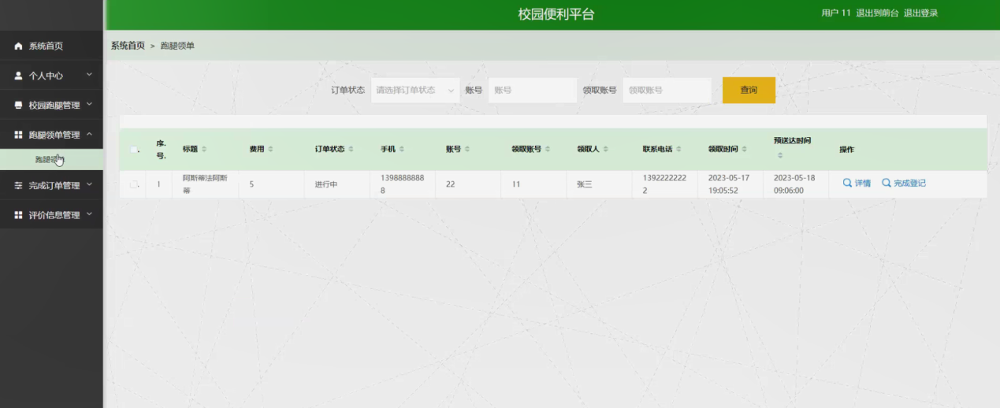 校园便利平台
用户 11 退出到前台 退出登录
系统首页
个人中心
校园跑腿管理
跑腿领单管理
跑腿领单
完成订单管理
评价信息管理
系统首页 > 跑腿领单
订单状态 请选择订单状态 账号 账号 领取账号 领取账号 查询
序号 标题 费用 订单状态 手机 账号 领取账号 领取人 联系电话 领取时间 预送达时间 操作
1 阿斯蒂法阿斯 5 进行中 1398888888 22 11 张三 1392222222 2023-05-17 2023-05-18 详情 完成登记
蒂 8 2 19:05:52 09:06:00